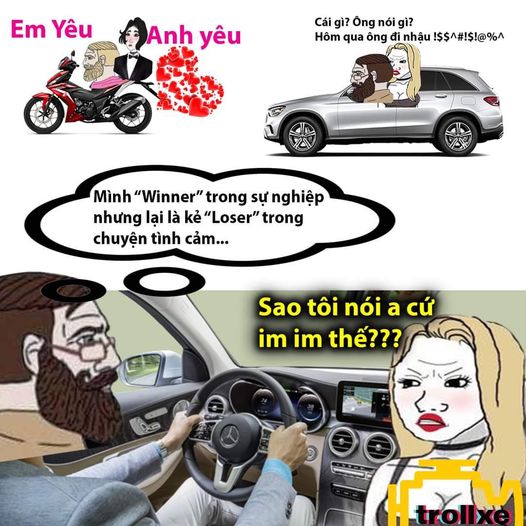 Em Yêu
Anh yêu
Cái gì? Ông nói gì?
Hôm qua ông đi nhậu !$$^#!$!@%^
Mình “Winner” trong sự nghiệp
nhưng lại là kẻ “Loser” trong
chuyện tình cảm...
Sao tôi nói a cứ
im im thế???
trollxe